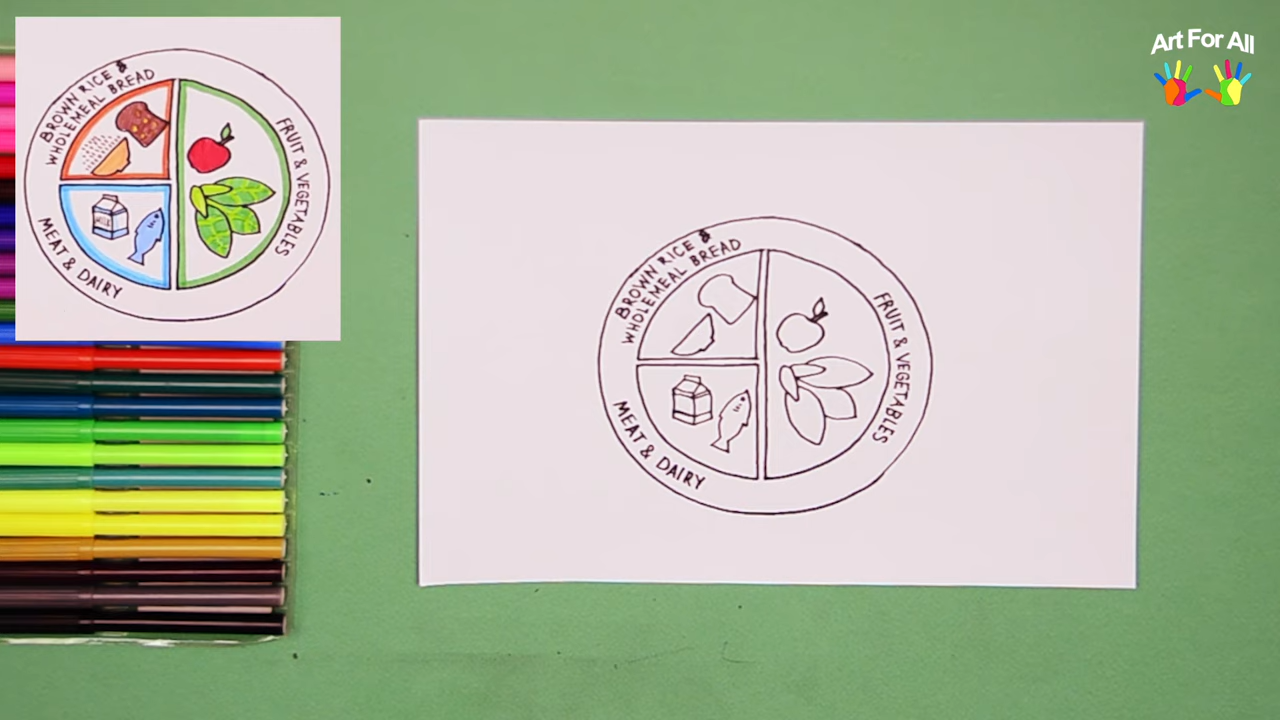 BROWN RICE &
WHOLEMEAL BREAD
FRUIT & VEGETABLES
MILK
MEAT & DAIRY
Art For All
BROWN RICE &
WHOLEMEAL BREAD
FRUIT & VEGETABLES
MEAT & DAIRY